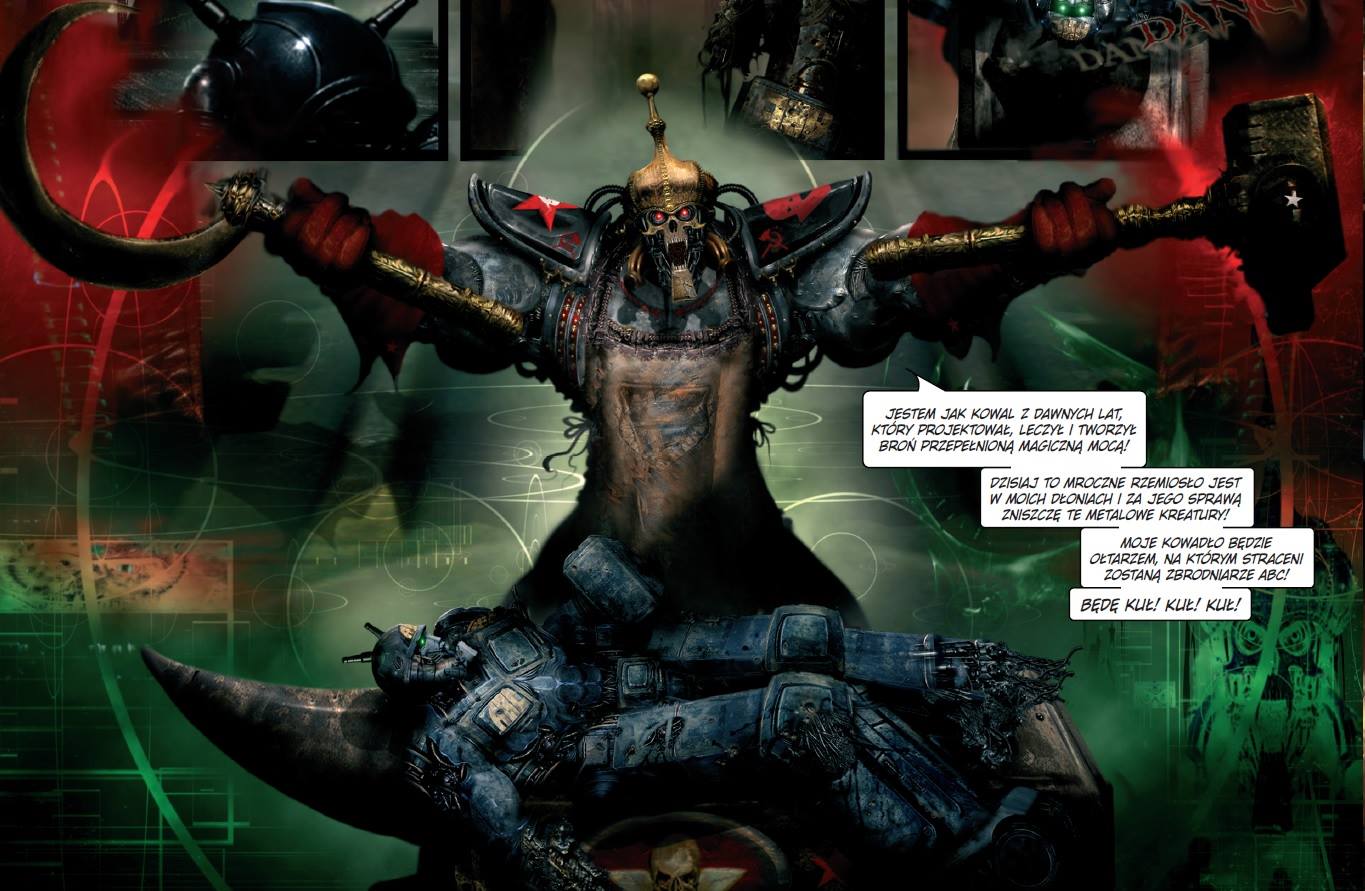 DANG
JESTEM JAK KOWAL Z DAWNYCH LAT,
KTÓRY PROJEKTOWAŁ, LECZYŁ I TWORZYŁ
BROŃ PRZEPEŁNIONĄ MAGICZNĄ MOCĄ!
DZISIAJ TO MROCZNE RZEMIOSŁO JEST
W MOICH DŁONIACH I ZA JEGO SPRAWĄ
ZNISZCZĘ TE METALOWE KREATURY!
MOJE KOWADŁO BĘDZIE
OŁTARZEM, NA KTÓRYM STRACENI
ZOSTANĄ ZBRODNIARZE ABC!
BĘDĘ KUŁ! KUŁ! KUŁ!